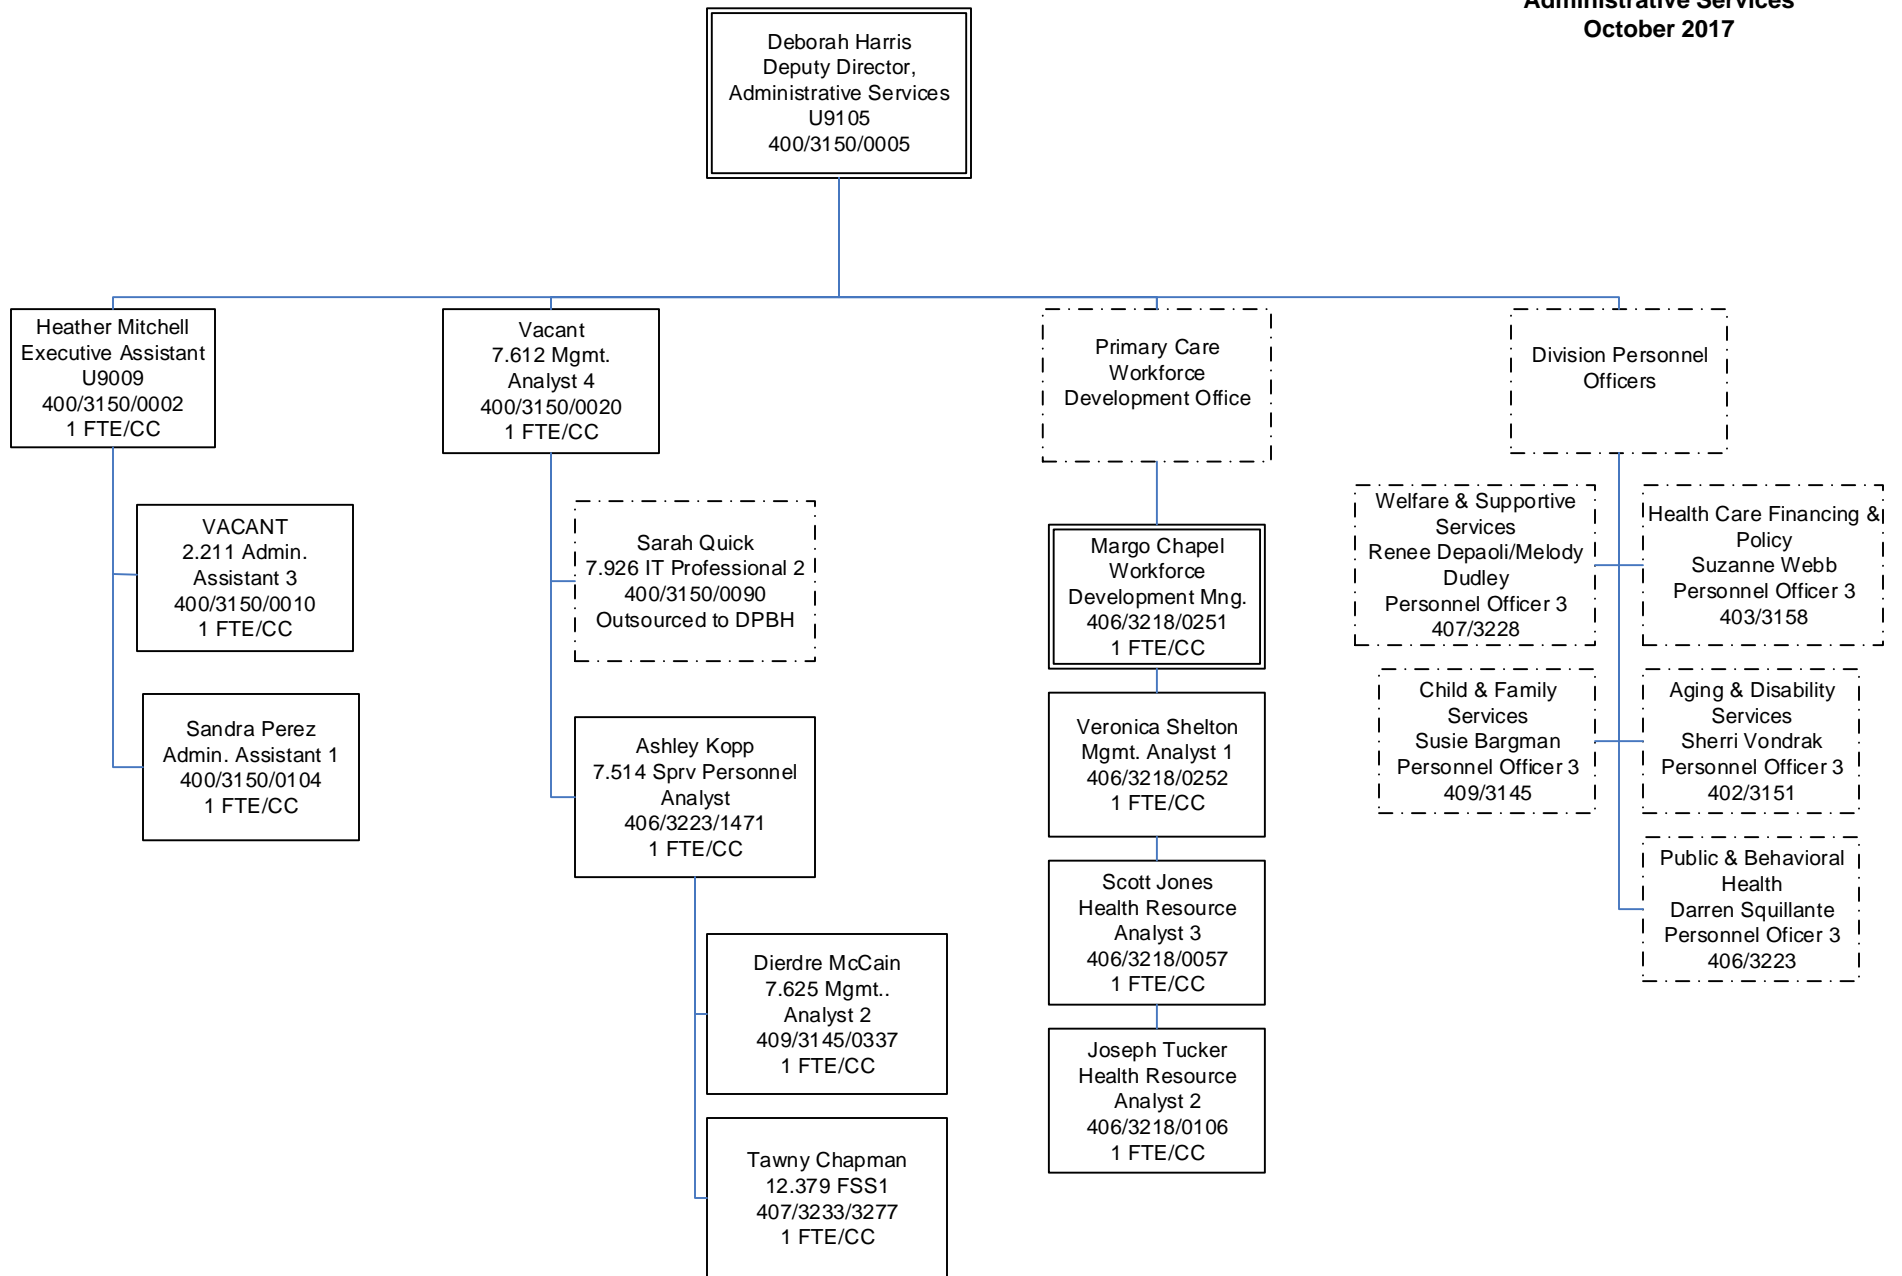 Administrative Services
October 2017
Deborah Harris
Deputy Director,
Administrative Services
U9105
400/3150/0005
Heather Mitchell
Executive Assistant
U9009
400/3150/0002
1 FTE/CC
VACANT
2.211 Admin.
Assistant 3
400/3150/0010
1 FTE/CC
Sandra Perez
Admin. Assistant 1
400/3150/0104
1 FTE/CC
Vacant
7.612 Mgmt.
Analyst 4
400/3150/0020
1 FTE/CC
Sarah Quick
7.926 IT Professional 2
400/3150/0090
Outsourced to DPBH
Ashley Kopp
7.514 Sprv Personnel
Analyst
406/3223/1471
1 FTE/CC
Dierdre McCain
7.625 Mgmt..
Analyst 2
409/3145/0337
1 FTE/CC
Tawny Chapman
12.379 FSS1
407/3233/3277
1 FTE/CC
Primary Care
Workforce
Development Office
Margo Chapel
Workforce
Development Mng.
406/3218/0251
1 FTE/CC
Veronica Shelton
Mgmt. Analyst 1
406/3218/0252
1 FTE/CC
Scott Jones
Health Resource
Analyst 3
406/3218/0057
1 FTE/CC
Joseph Tucker
Health Resource
Analyst 2
406/3218/0106
1 FTE/CC
Division Personnel
Officers
Welfare & Supportive
Services
Renee Depaoli/Melody
Dudley
Personnel Officer 3
407/3228
Health Care Financing &
Policy
Suzanne Webb
Personnel Officer 3
403/3158
Child & Family
Services
Susie Bargman
Personnel Officer 3
409/3145
Aging & Disability
Services
Sherri Vondrak
Personnel Officer 3
402/3151
Public & Behavioral
Health
Darren Squillante
Personnel Oficer 3
406/3223